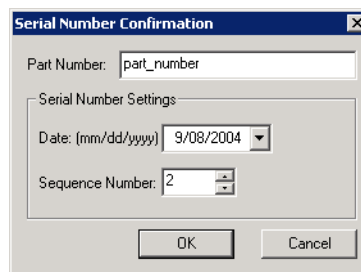 Serial Number Confirmation
Part Number: part_number
Serial Number Settings
Date: (mm/dd/yyyy) 9/08/2004
Sequence Number: 2
OK Cancel